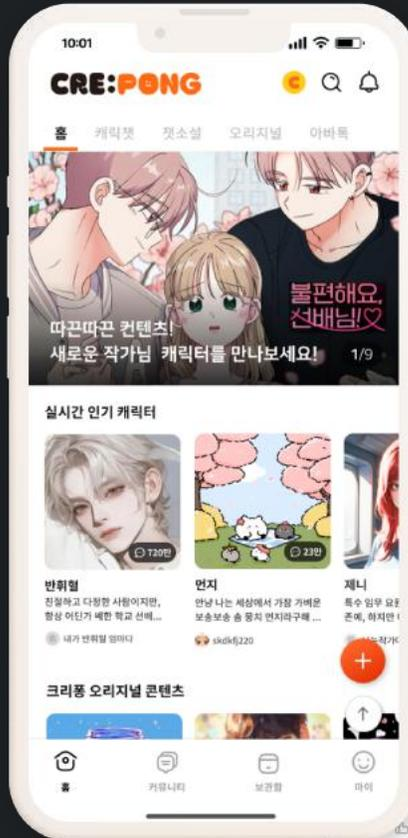 10:01
CRE:PONG
C
홈 캐릭챗 잿소설 오리지널 아바톡
불편해요,
선배님!♡
따끈따끈 컨텐츠!
새로운 작가님 캐릭터를 만나보세요!
1/9
실시간 인기 캐릭터
720만 23만
반휘혈 먼지 제니
친절하고 다정한 사람이지만,
항상 어딘가 쎄한 학교 선배...
안냥 나는 세상에서 가장 가벼운
보송보송 솜 뭉치 먼지라구해 ...
특수 임무 요
존예, 하지만
내가 반휘혈 엄마다 skdkfj220
크리퐁 오리지널 콘텐츠
홈 커뮤니티 보관함 마이